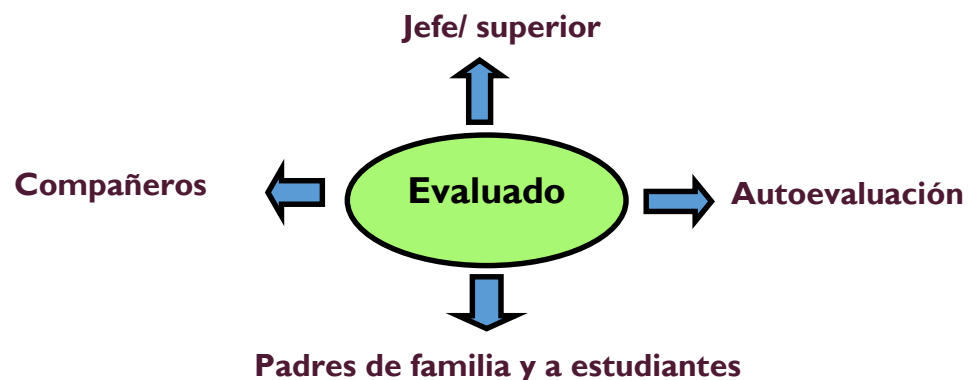 Jefe/ superior
Compañeros
Evaluado
Autoevaluación
Padres de familia y a estudiantes